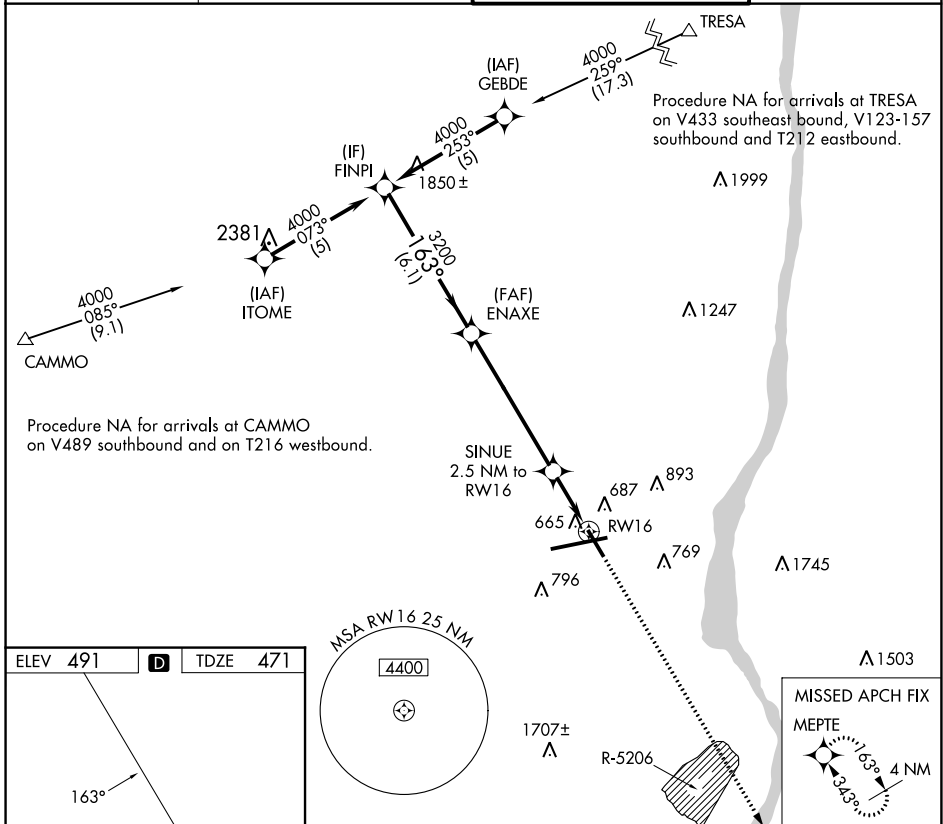 TRESA
4000
259°
(17.3)
(IAF)
GEBDE
Procedure NA for arrivals at TRESA
on V433 southeast bound, V123-157
southbound and T212 eastbound.
4000
253°
(5)
(IF)
FINPI
1850 ±
1999
4000
073°
(5)
2381
(IAF)
ITOME
3200
163°
(6.1)
4000
085°
(9.1)
CAMMO
(FAF)
ENAXE
1247
Procedure NA for arrivals at CAMMO
on V489 southbound and on T216 westbound.
SINUE
2.5 NM to
RW16
687
893
665
RW16
769
796
1745
MSA RW16 25 NM
4400
ELEV 491
D
TDZE 471
163°
1503
1707±
R-5206
MISSED APCH FIX
MEPTE
163°
343°
4 NM